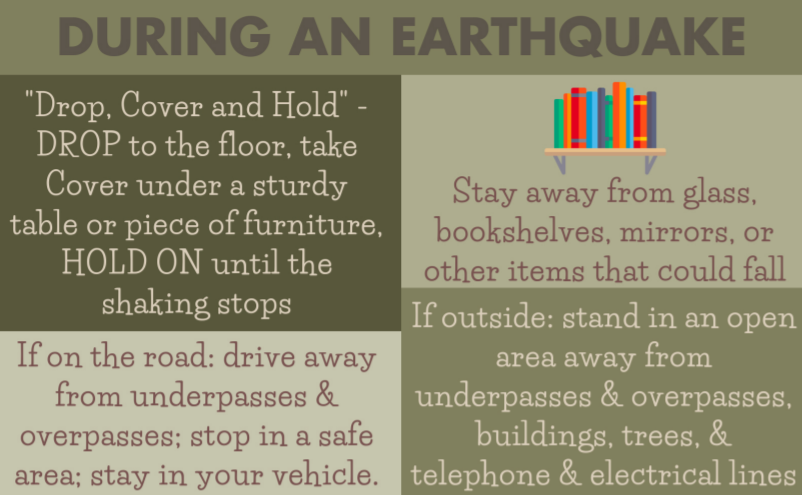 DURING AN EARTHQUAKE
"Drop, Cover and Hold" -
DROP to the floor, take
Cover under a sturdy
table or piece of furniture,
HOLD ON until the
shaking stops
Stay away from glass,
bookshelves, mirrors, or
other items that could fall
If on the road: drive away
from underpasses &
overpasses; stop in a safe
area; stay in your vehicle.
If outside: stand in an open
area away from
underpasses & overpasses,
buildings, trees, &
telephone & electrical lines